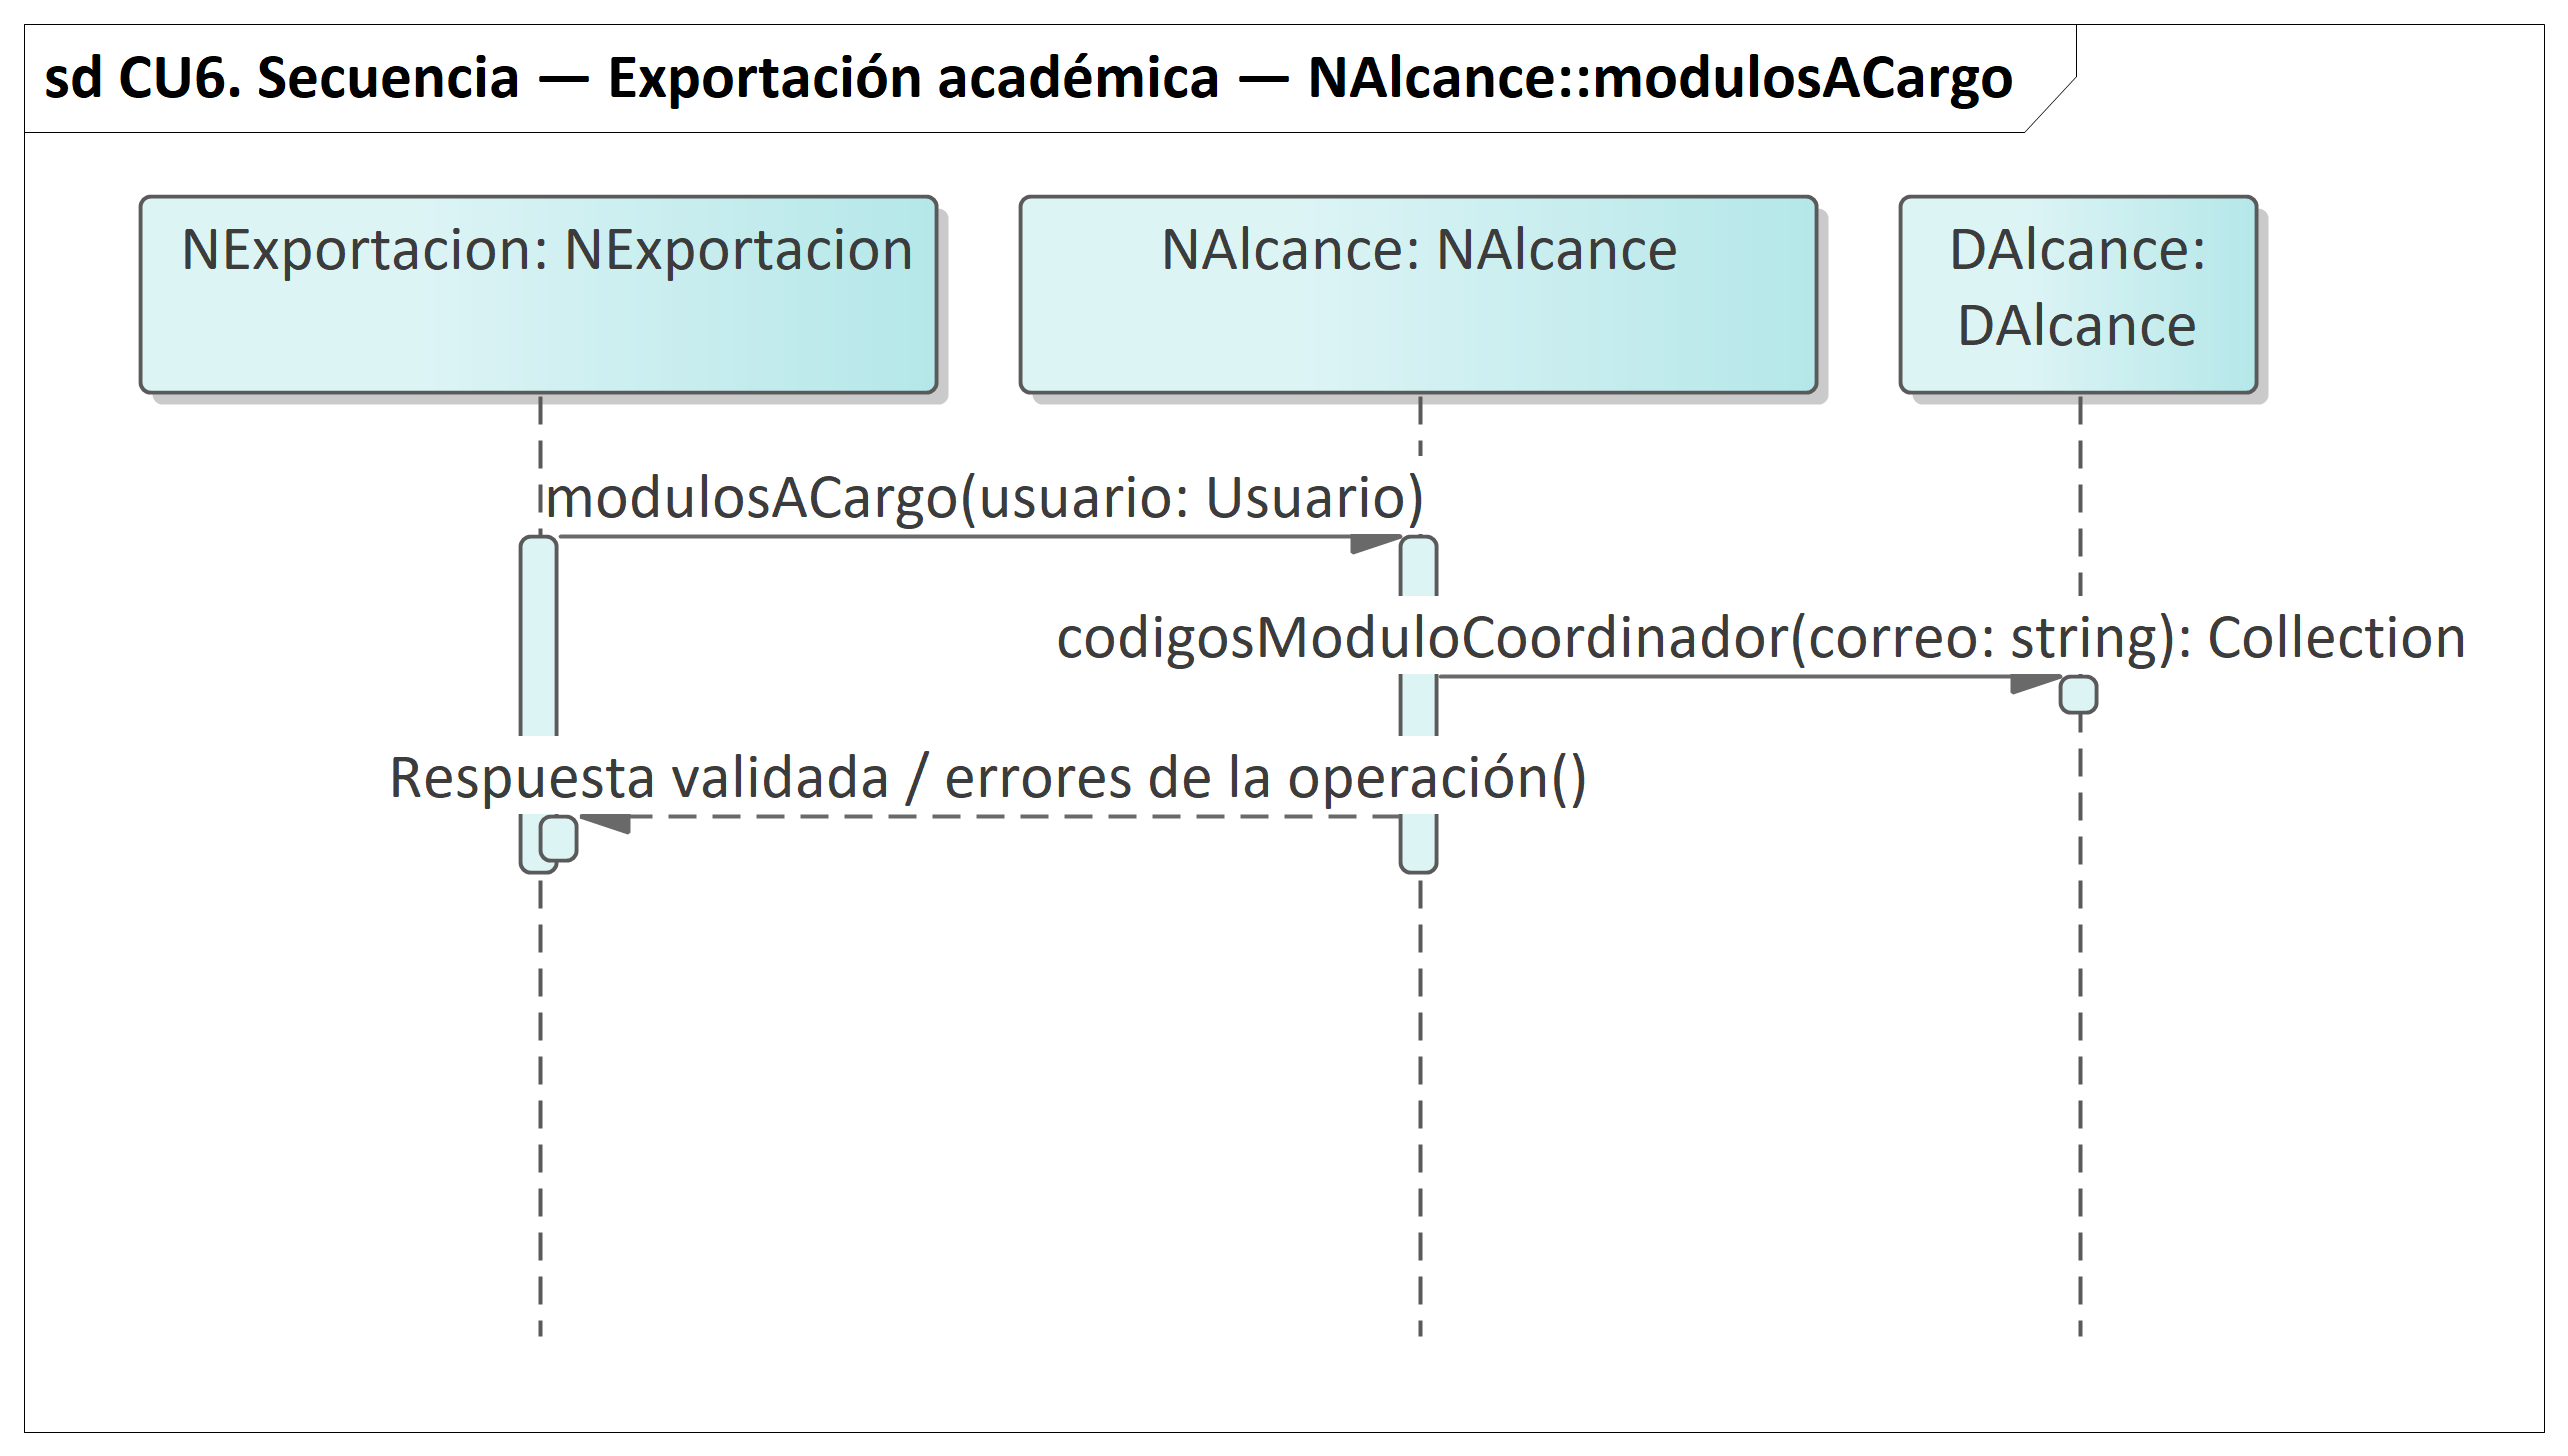 sd CU6. Secuencia — Exportación académica — NAlcance::modulosACargo
NExportacion: NExportacion
NAlcance: NAlcance
DAlcance:
DAlcance
modulosACargo(usuario: Usuario)
codigosModuloCoordinador(correo: string): Collection
Respuesta validada / errores de la operación()